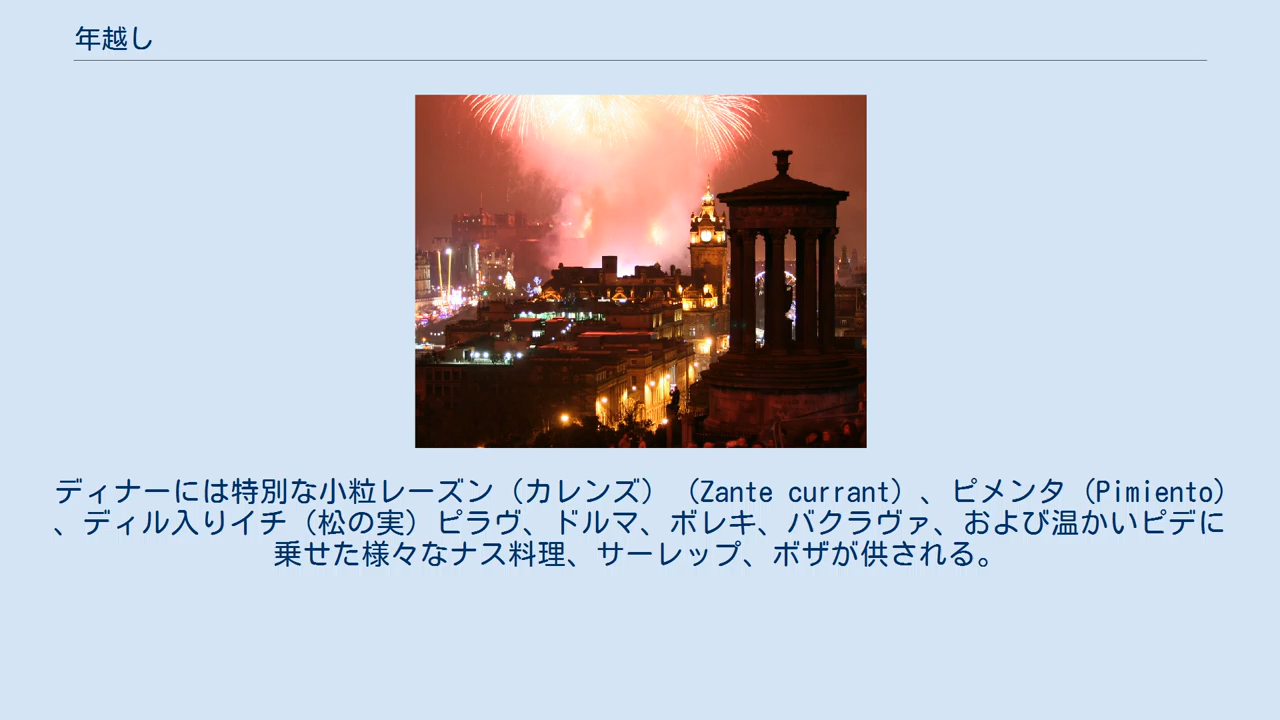 年越し
ディナーには特別な小粒レーズン（カレンズ）（Zante currant）、ピメンタ（Pimiento）
、ディル入りイチ（松の実）ピラヴ、ドルマ、ボレキ、バクラヴァ、および温かいピデに
乗せた様々なナス料理、サーレップ、ボザが供される。